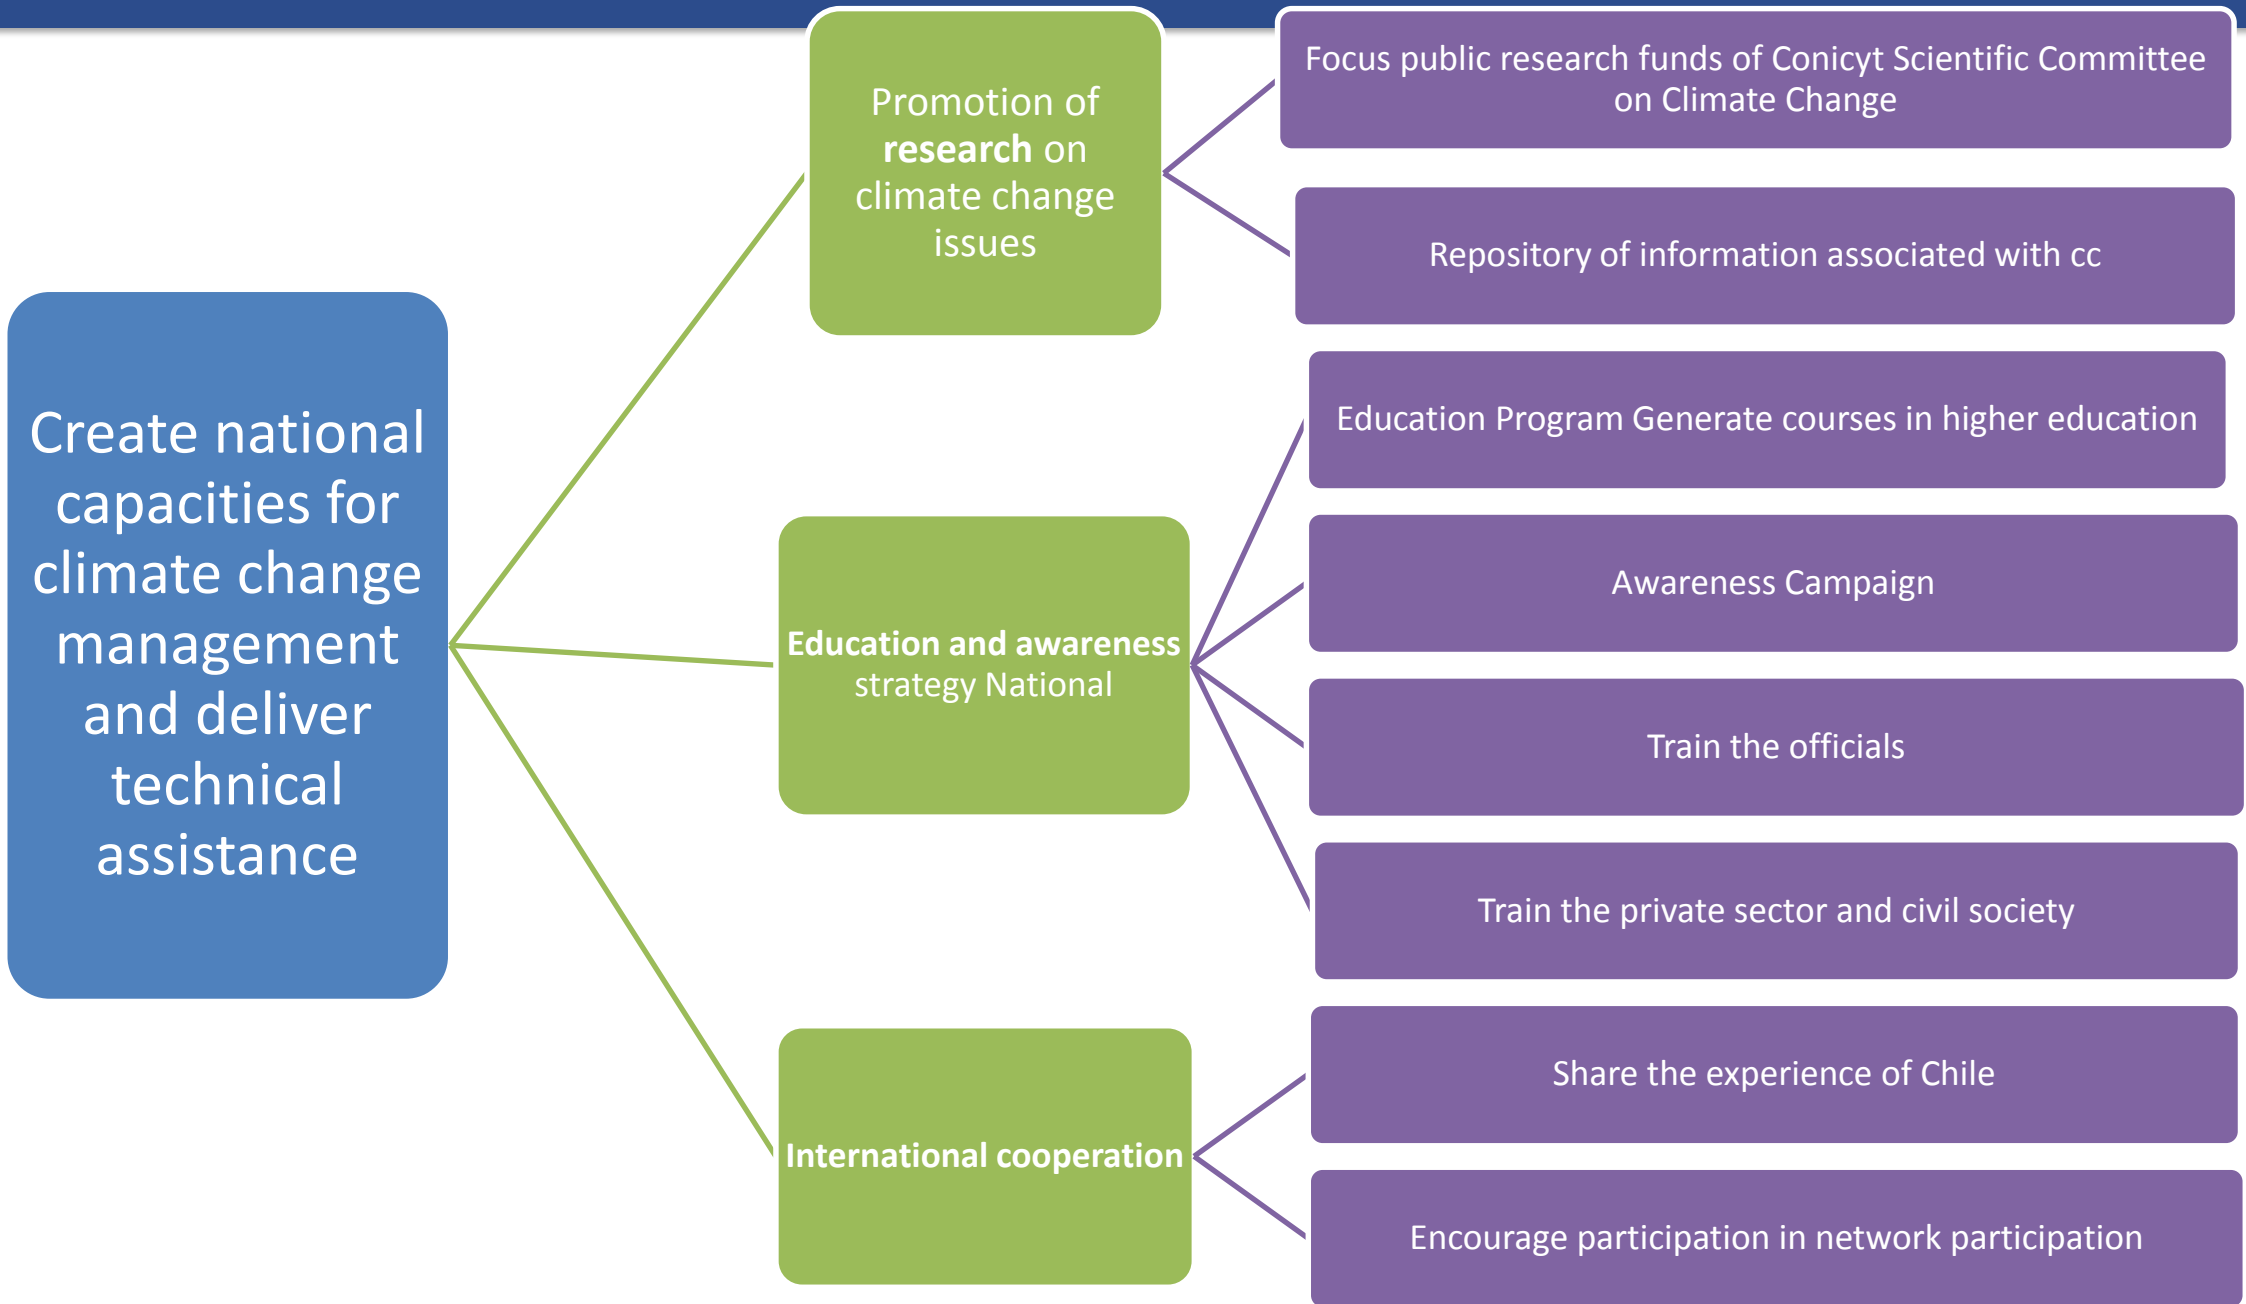 Create national
capacities for
climate change
management
and deliver
technical
assistance
Promotion of
research on
climate change
issues
Focus public research funds of Conicyt Scientific Committee
on Climate Change
Repository of information associated with cc
Education and awareness
strategy National
Education Program Generate courses in higher education
Awareness Campaign
Train the officials
Train the private sector and civil society
International cooperation
Share the experience of Chile
Encourage participation in network participation